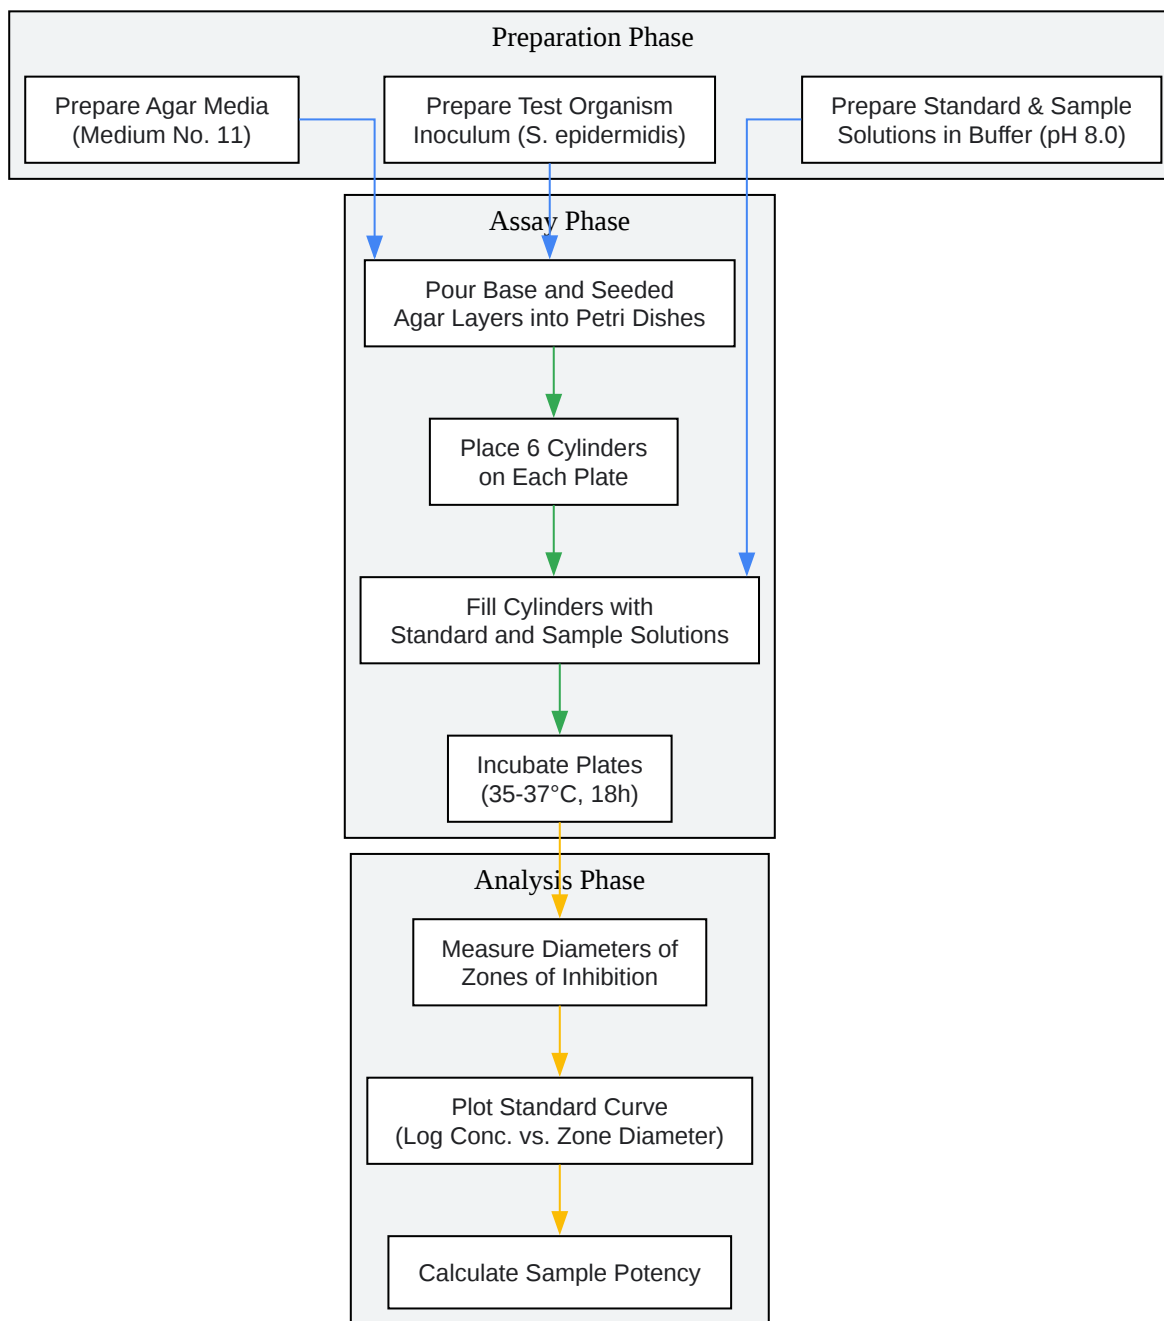 Preparation Phase
Prepare Agar Media
(Medium No. 11)
Prepare Test Organism
Inoculum (S. epidermidis)
Prepare Standard & Sample
Solutions in Buffer (pH 8.0)
Assay Phase
Pour Base and Seeded
Agar Layers into Petri Dishes
Place 6 Cylinders
on Each Plate
Fill Cylinders with
Standard and Sample Solutions
Incubate Plates
(35-37°C, 18h)
Analysis Phase
Measure Diameters of
Zones of Inhibition
Plot Standard Curve
(Log Conc. vs. Zone Diameter)
Calculate Sample Potency